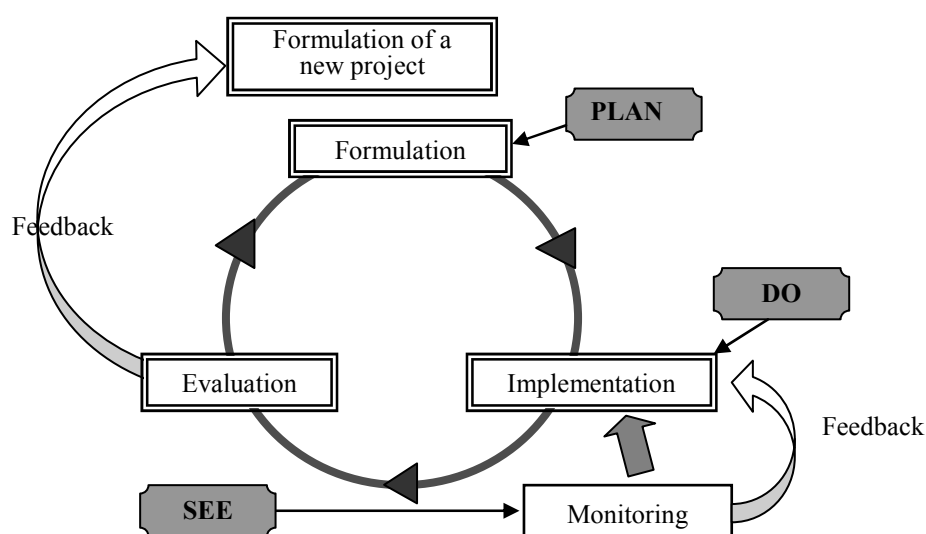 Formulation of a
new project
PLAN
Formulation
Feedback
DO
Evaluation
Implementation
Feedback
SEE
Monitoring